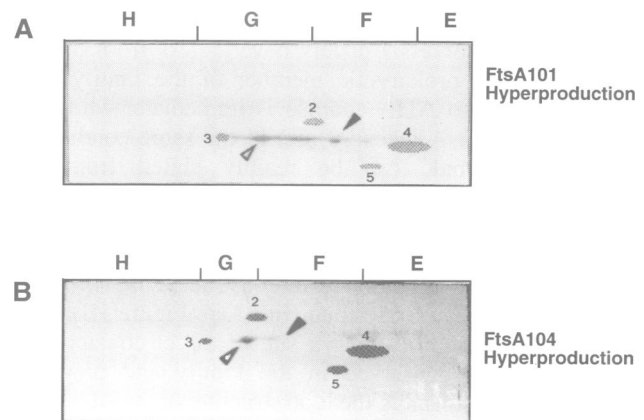 A
H G F E
FtsA101
Hyperproduction
2
3
4
5
B
H G F E
FtsA104
Hyperproduction
2
3
4
5